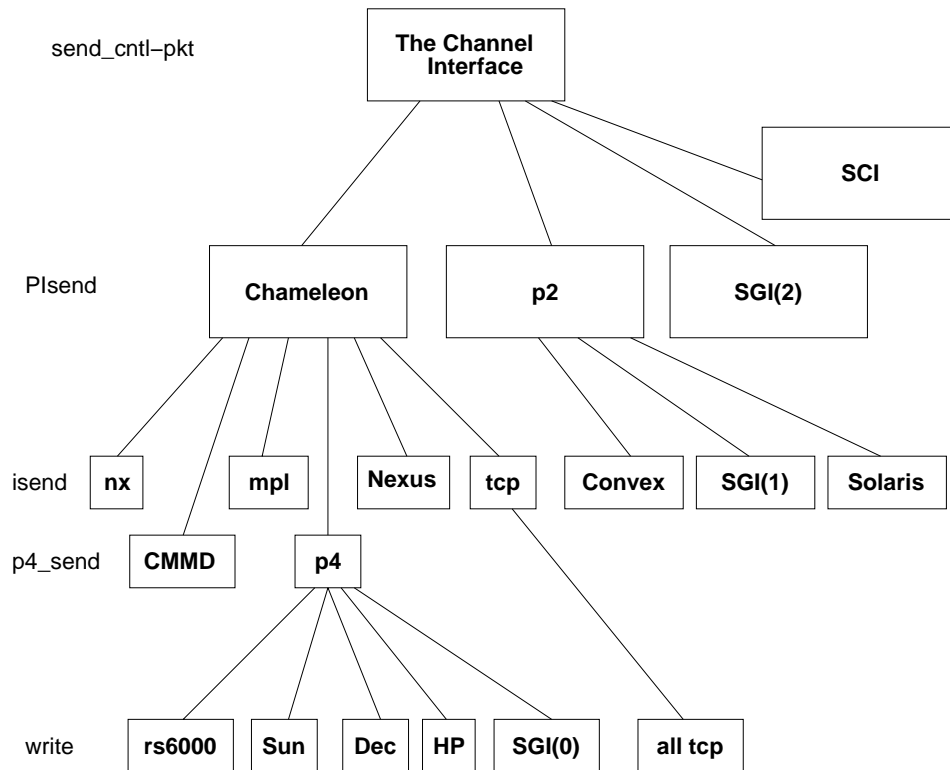 send_cntl−pkt
The Channel
Interface
SCI
PIsend
Chameleon
p2
SGI(2)
isend
nx
mpl
Nexus
tcp
Convex
SGI(1)
Solaris
p4_send
CMMD
p4
write
rs6000
Sun
Dec
HP
SGI(0)
all tcp